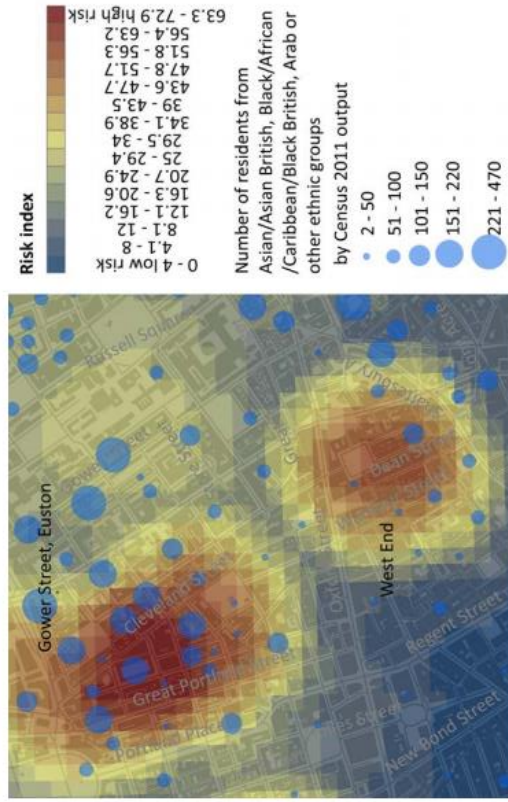 Risk index
63.3 - 72.9 high risk
56.4 - 63.2
51.8 - 56.3
47.8 - 51.7
43.6 - 47.7
39 - 43.5
34.1 - 38.9
29.5 - 34
25 - 29.4
20.7 - 24.9
16.3 - 20.6
12.1 - 16.2
8.1 - 12
4.1 - 8
0 - 4 low risk
Number of residents from
Asian/Asian British, Black/African
/Caribbean/Black British, Arab or
other ethnic groups
by Census 2011 output
2 - 50
51 - 100
101 - 150
151 - 220
221 - 470
Gower Street, Euston
Russell Square
Gower Street
Cleveland
Great Portland Street
Portland Place
West End
Dean Street
Regent Street
New Bond Street